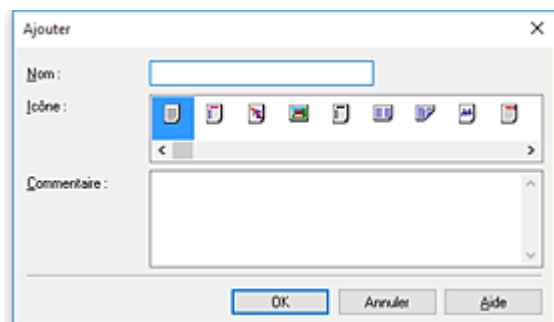 Ajouter
Nom :
Icône :
Commentaire :
OK Annuler Aide